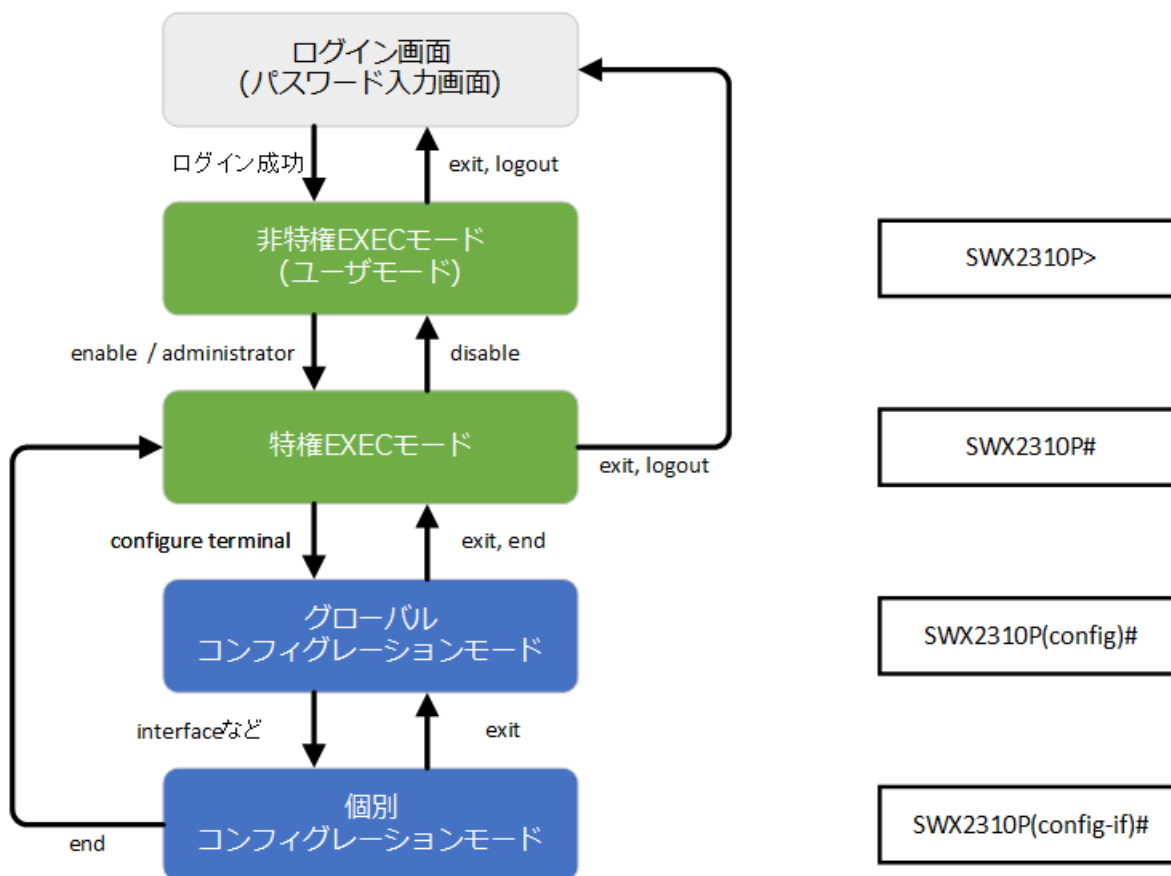 ログイン画面
(パスワード入力画面)
ログイン成功
exit, logout
非特権EXECモード
(ユーザモード)
SWX2310P>
enable / administrator
disable
特権EXECモード
SWX2310P#
exit, logout
configure terminal
exit, end
グローバル
コンフィグレーションモード
SWX2310P(config)#
interfaceなど
exit
個別
コンフィグレーションモード
SWX2310P(config-if)#
end